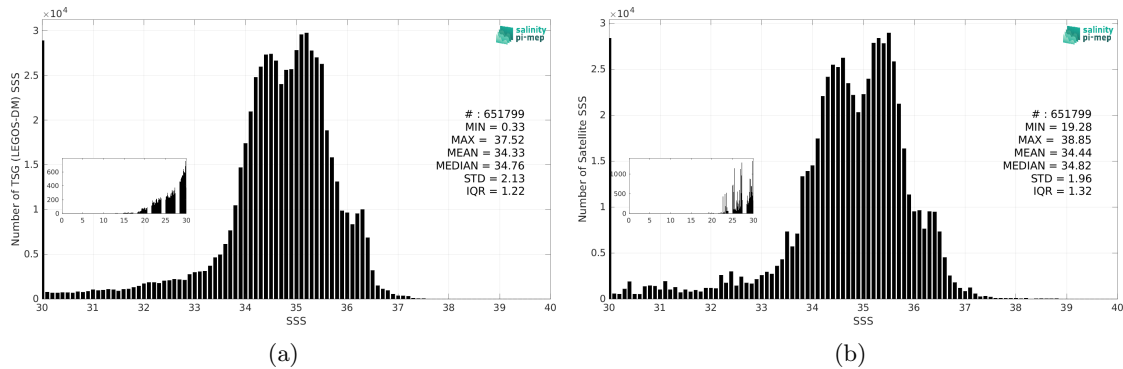 ×10⁴
3
2.5
2
1.5
1
0.5
0
30 31 32 33 34 35 36 37 38 39 40
SSS
Number of TSG (LEGOS-DM) SSS
salinity
pi-mep
# : 651799
MIN = 0.33
MAX = 37.52
MEAN = 34.33
MEDIAN = 34.76
STD = 2.13
IQR = 1.22
600
400
200
0
0 5 10 15 20 25 30
(a)
×10⁴
3
2.5
2
1.5
1
0.5
0
30 31 32 33 34 35 36 37 38 39 40
SSS
Number of Satellite SSS
salinity
pi-mep
# : 651799
MIN = 19.28
MAX = 38.85
MEAN = 34.44
MEDIAN = 34.82
STD = 1.96
IQR = 1.32
1000
500
0
0 5 10 15 20 25 30
(b)